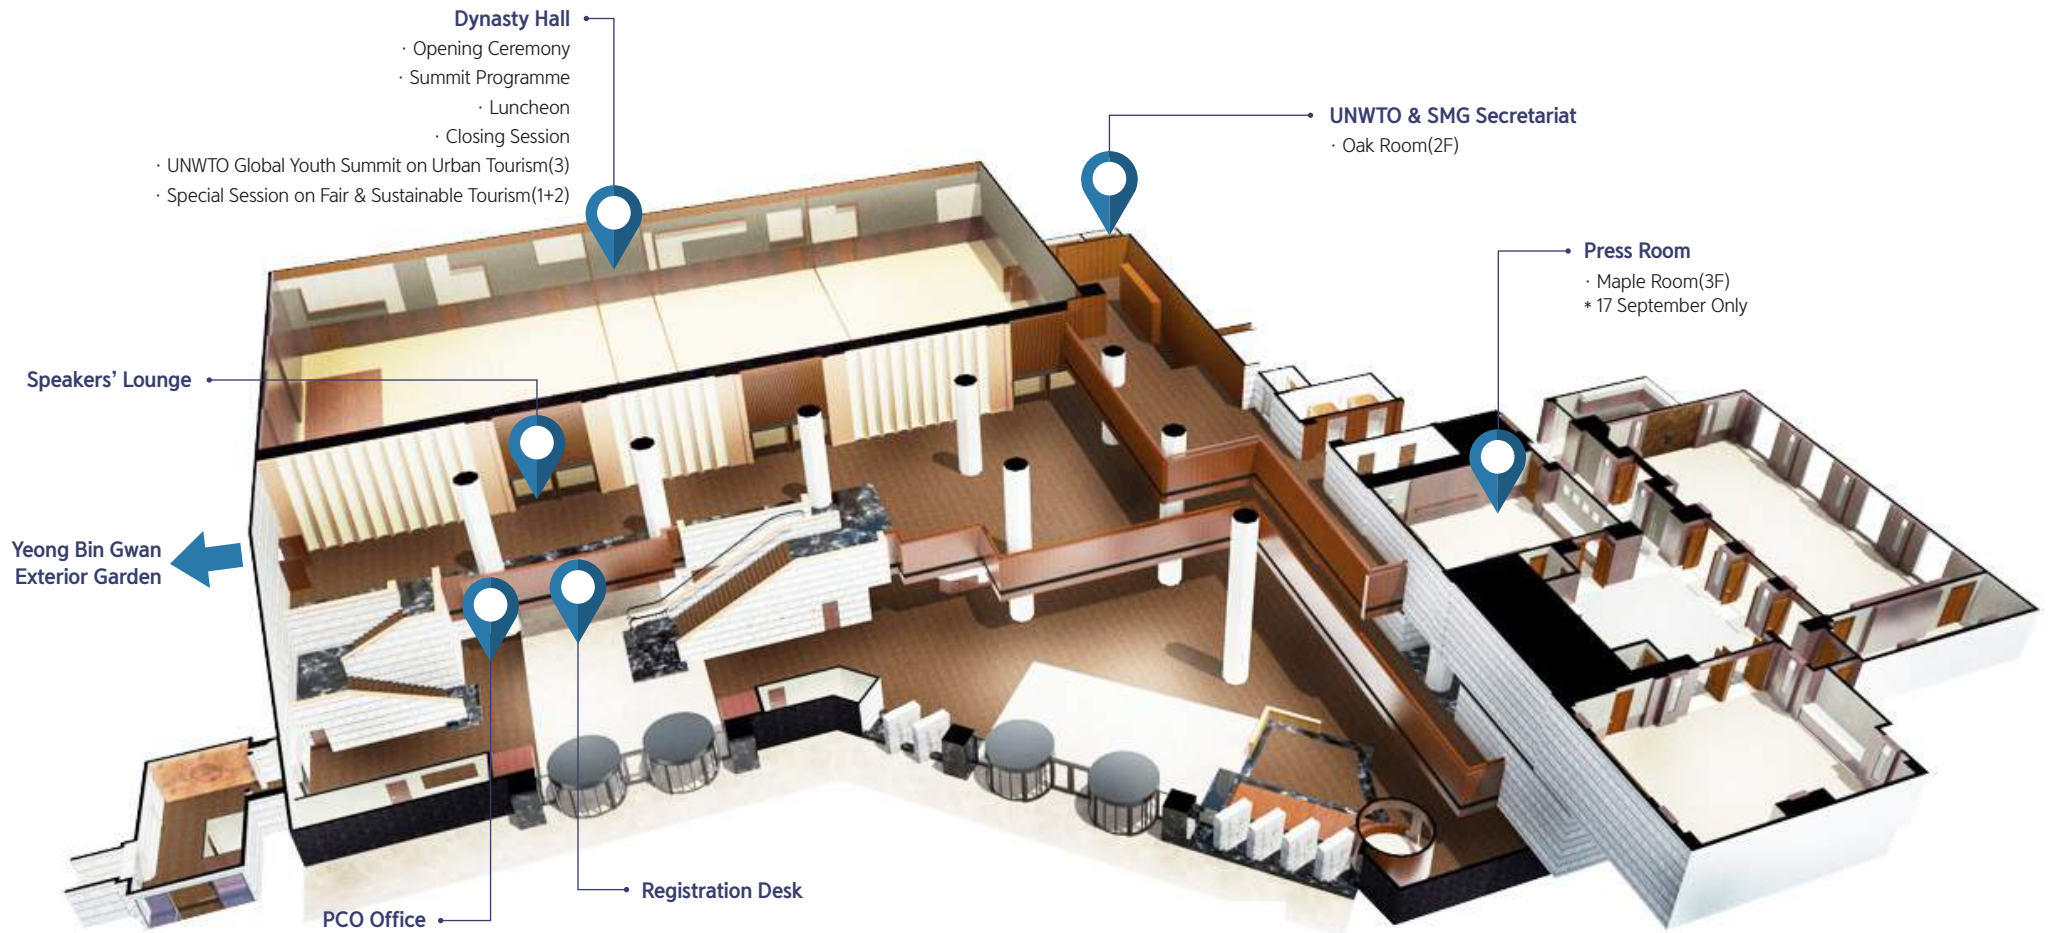 Dynasty Hall
· Opening Ceremony
· Summit Programme
· Luncheon
· Closing Session
· UNWTO Global Youth Summit on Urban Tourism(3)
· Special Session on Fair & Sustainable Tourism(1+2)
UNWTO & SMG Secretariat
· Oak Room(2F)
Press Room
· Maple Room(3F)
* 17 September Only
Speakers’ Lounge
Yeong Bin Gwan
Exterior Garden
Registration Desk
PCO Office